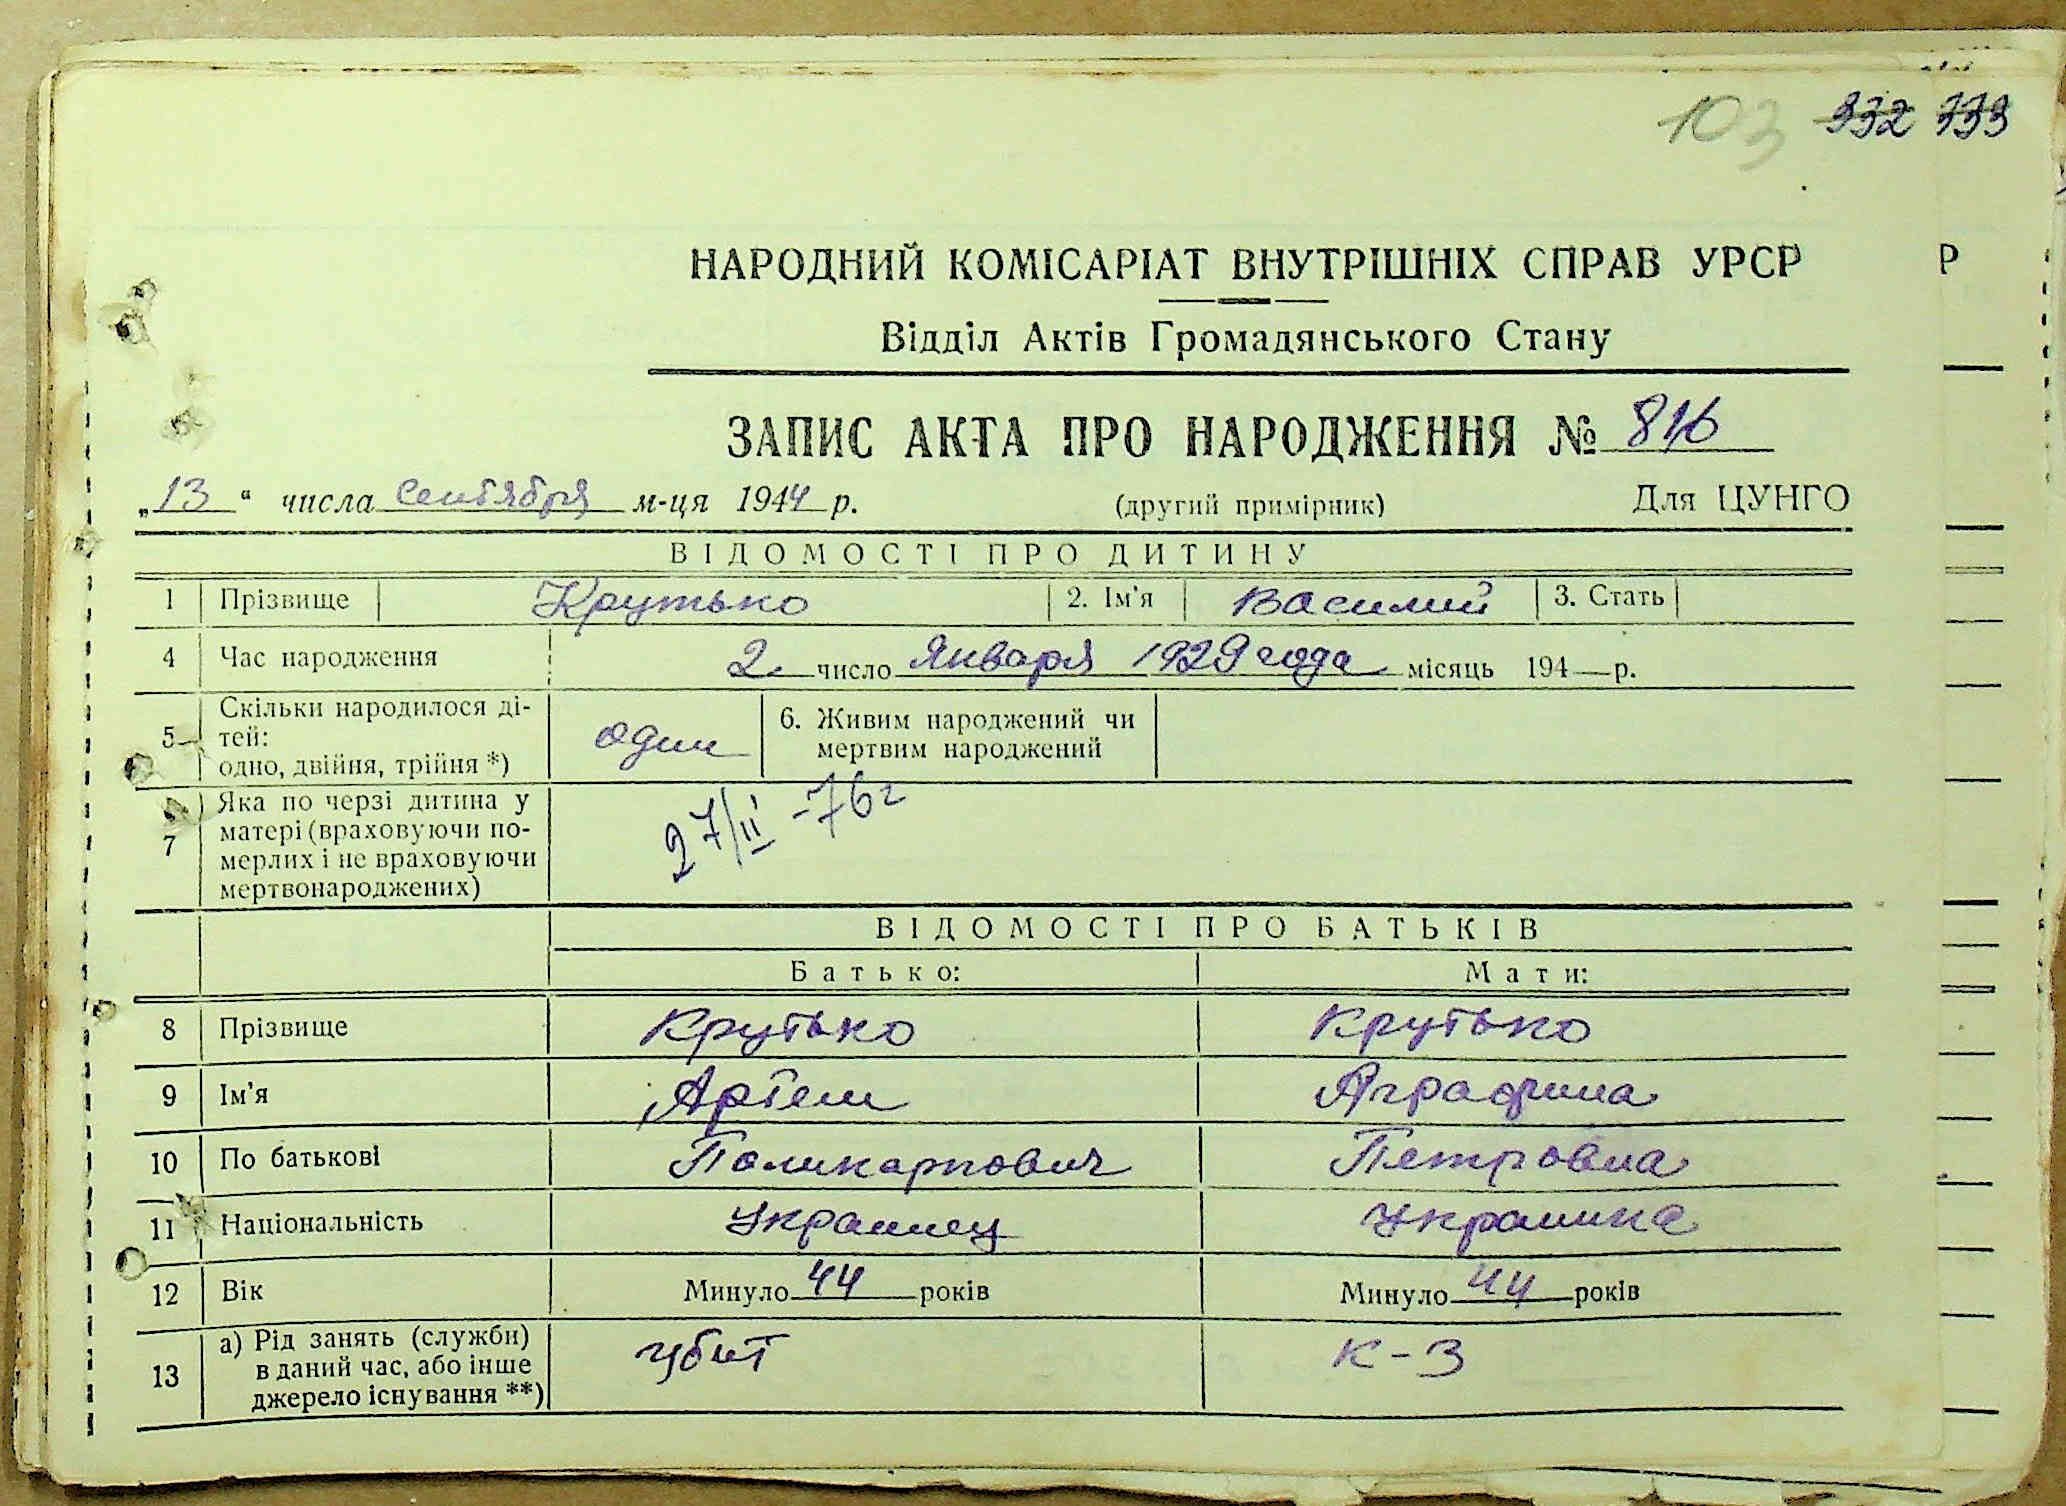 103 332 333
НАРОДНИЙ КОМІСАРІАТ ВНУТРІШНІХ СПРАВ УРСР
Р
Відділ Актів Громадянського Стану
ЗАПИС АКТА ПРО НАРОДЖЕННЯ № 816
„13“ числа сентября м-ця 1944 р. (другий примірник) Для ЦУНГО
ВІДОМОСТІ ПРО ДИТИНУ
1 Прізвище Крутько 2. Ім'я Василий 3. Стать
4 Час народження 2. число Января 1929 года місяць 194—р.
5 Скільки народилося ді-
тей:
одно, двійня, трійня *) один 6. Живим народжений чи
мертвим народжений
7 Яка по черзі дитина у
матері (враховуючи по-
мерлих і не враховуючи
мертвонароджених)
27/II -76г
ВІДОМОСТІ ПРО БАТЬКІВ
Батько: Мати:
8 Прізвище Крутько Крутько
9 Ім'я Артем Аграфина
10 По батькові Поликарпович Петровна
11 Національність Украинец Украинка
12 Вік Минуло 44 років Минуло 44 років
13 а) Рід занять (служби)
в даний час, або інше
джерело існування **) убит К-З